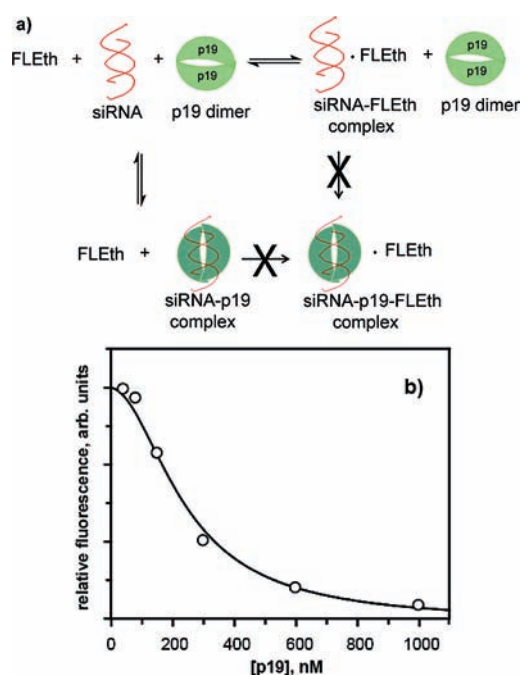 a)
FLEth + siRNA + p19 p19 p19 dimer
siRNA-FLEth complex · FLEth + p19 p19 p19 dimer
X
FLEth + siRNA-p19 complex
X
siRNA-p19-FLEth complex · FLEth
b)
relative fluorescence, arb. units
0 200 400 600 800 1000
[p19], nM